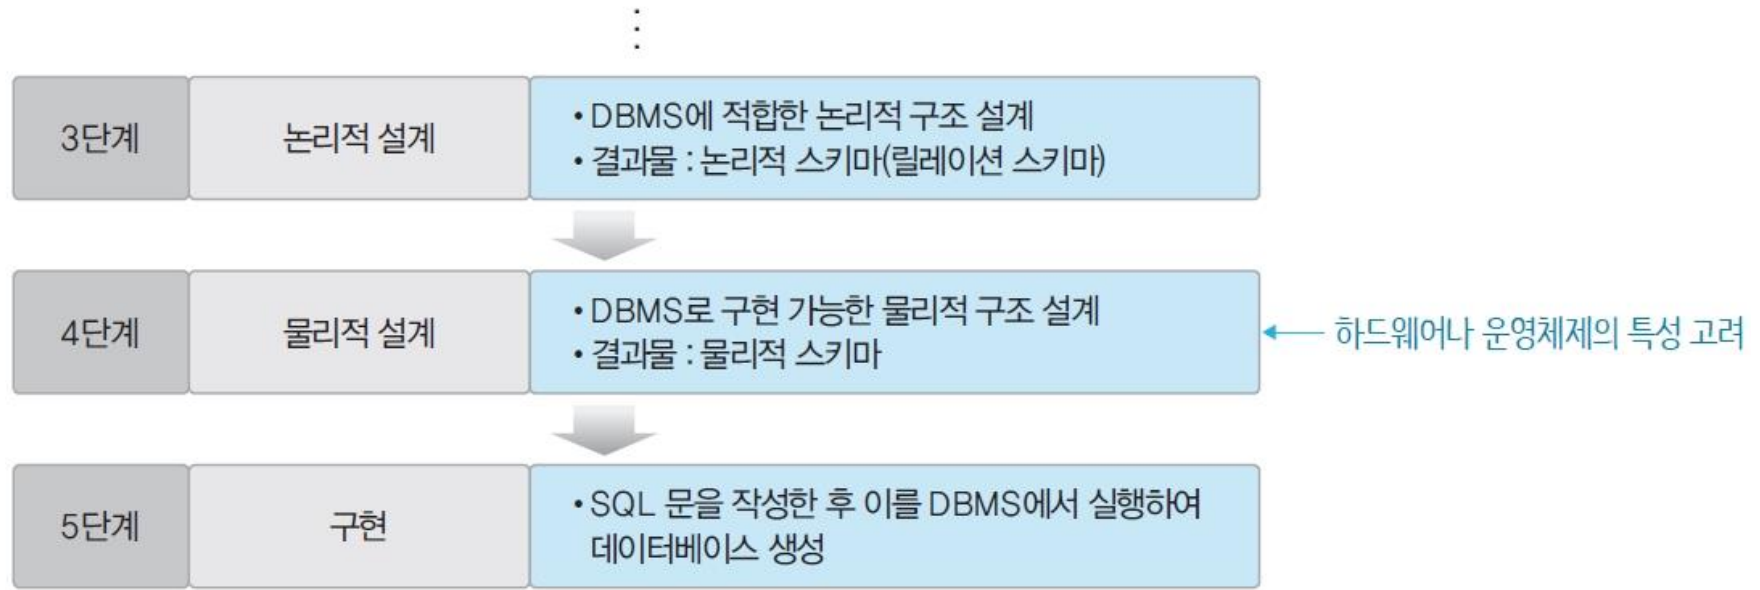 3단계
논리적 설계
• DBMS에 적합한 논리적 구조 설계
• 결과물 : 논리적 스키마(릴레이션 스키마)
4단계
물리적 설계
• DBMS로 구현 가능한 물리적 구조 설계
• 결과물 : 물리적 스키마
하드웨어나 운영체제의 특성 고려
5단계
구현
• SQL 문을 작성한 후 이를 DBMS에서 실행하여
데이터베이스 생성